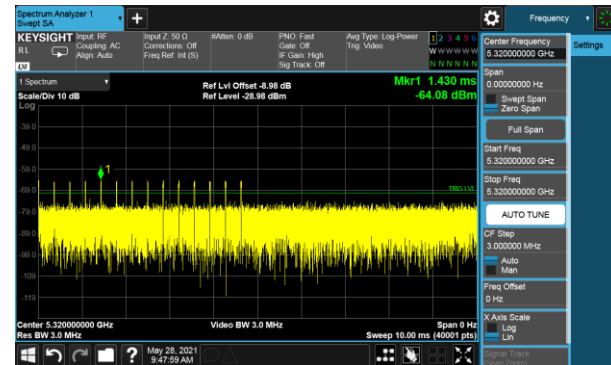 Spectrum Analyzer 1
Swept SA
+
Frequency
KEYSIGHT
RL
LXI
Input: RF
Coupling: AC
Align: Auto
Input Z: 50 Ω
Corrections: Off
Freq Ref: Int (S)
#Atten: 0 dB
PNO: Fast
Gate: Off
IF Gain: High
Sig Track: Off
Avg Type: Log-Power
Trig: Video
1 2 3 4 5 6
W W W W W W
N N N N N N
1 Spectrum
Scale/Div 10 dB
Log
Ref Lvl Offset -8.98 dB
Ref Level -28.98 dBm
Mkr1 1.430 ms
-64.08 dBm
-39.0
-49.0
-59.0
-69.0
-79.0
-89.0
-99.0
-109
-119
1
TRIG LVL
Center 5.320000000 GHz
Res BW 3.0 MHz
Video BW 3.0 MHz
Span 0 Hz
Sweep 10.00 ms (40001 pts)
Center Frequency
5.320000000 GHz
Settings
Span
0.00000000 Hz
Swept Span
Zero Span
Full Span
Start Freq
5.320000000 GHz
Stop Freq
5.320000000 GHz
AUTO TUNE
CF Step
3.000000 MHz
Auto
Man
Freq Offset
0 Hz
X Axis Scale
Log
Lin
Signal Track
(Span Zoom)
?
May 28, 2021
9:47:59 AM